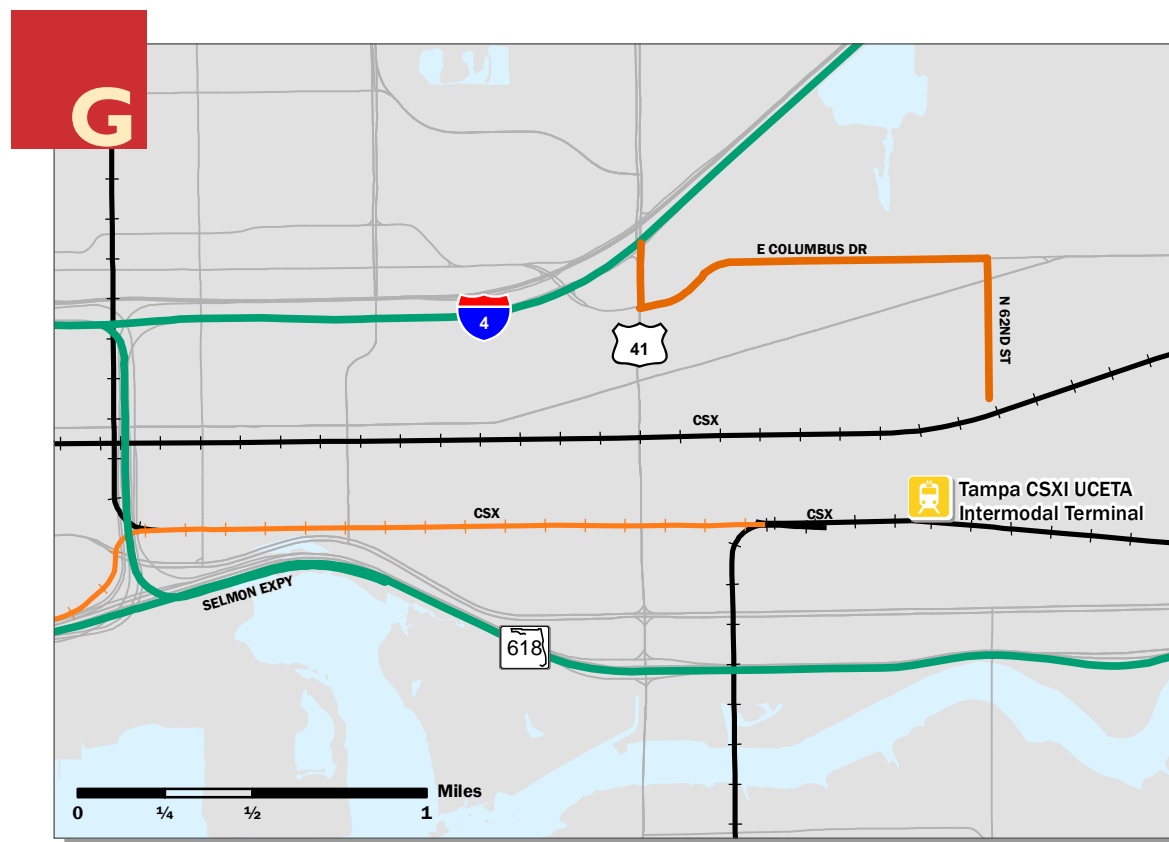 G
E COLUMBUS DR
4
N 62ND ST
41
CSX
Tampa CSXI UCETA
Intermodal Terminal
CSX
CSX
SELMON EXPY
618
Miles
0 ¼ ½ 1